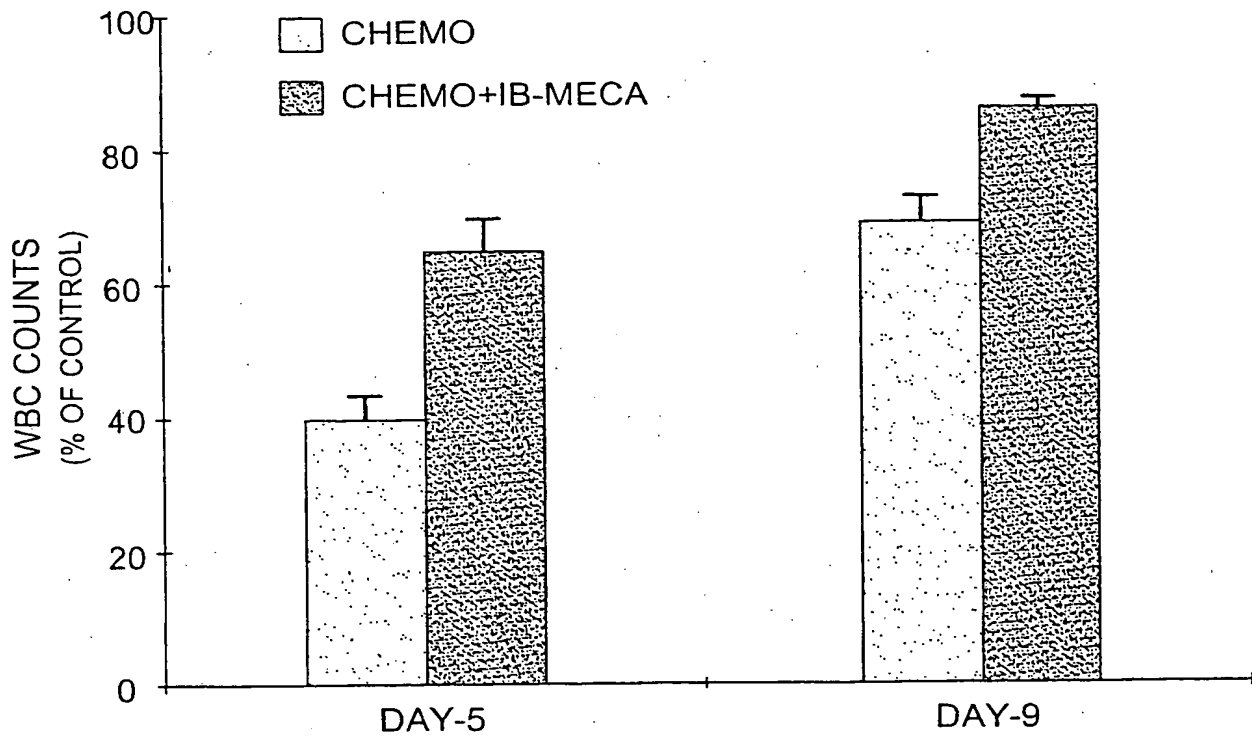 100
80
60
40
20
0
WBC COUNTS
(% OF CONTROL)
CHEMO
CHEMO+IB-MECA
DAY-5
DAY-9